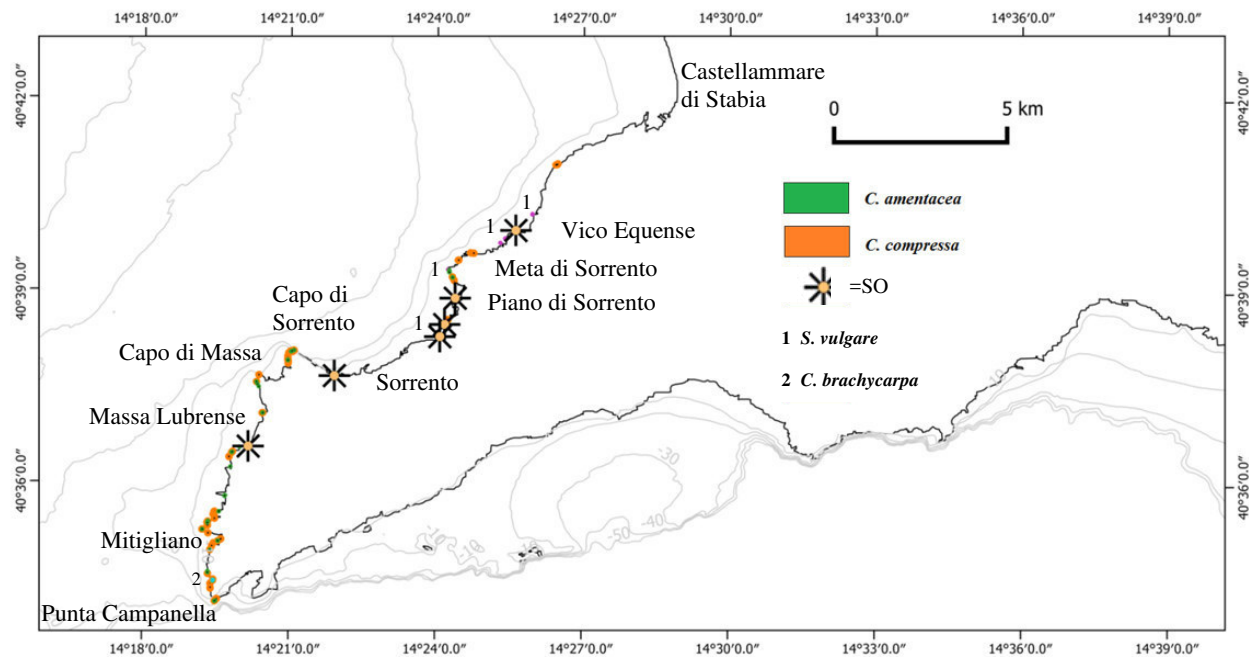 14°18′0.0″ 14°21′0.0″ 14°24′0.0″ 14°27′0.0″ 14°30′0.0″ 14°33′0.0″ 14°36′0.0″ 14°39′0.0″
Castellammare
di Stabia
40°42′0.0″
40°42′0.0″
0 5 km
C. amentacea
1
1
Vico Equense
C. compressa
Meta di Sorrento
1
=SO
40°39′0.0″
40°39′0.0″
Capo di
Sorrento
Piano di Sorrento
1
1 S. vulgare
Capo di Massa
Sorrento
2 C. brachycarpa
-10
Massa Lubrense
-30
40°36′0.0″
40°36′0.0″
-40
-50
-10
-10
Mitigliano
2
Punta Campanella
14°18′0.0″ 14°21′0.0″ 14°24′0.0″ 14°27′0.0″ 14°30′0.0″ 14°33′0.0″ 14°36′0.0″ 14°39′0.0″